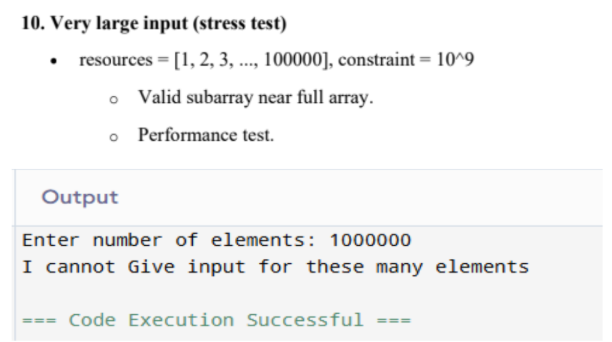 10. Very large input (stress test)
• resources = [1, 2, 3, ..., 100000], constraint = 10^9
o Valid subarray near full array.
o Performance test.
Output
Enter number of elements: 1000000
I cannot Give input for these many elements
=== Code Execution Successful ===